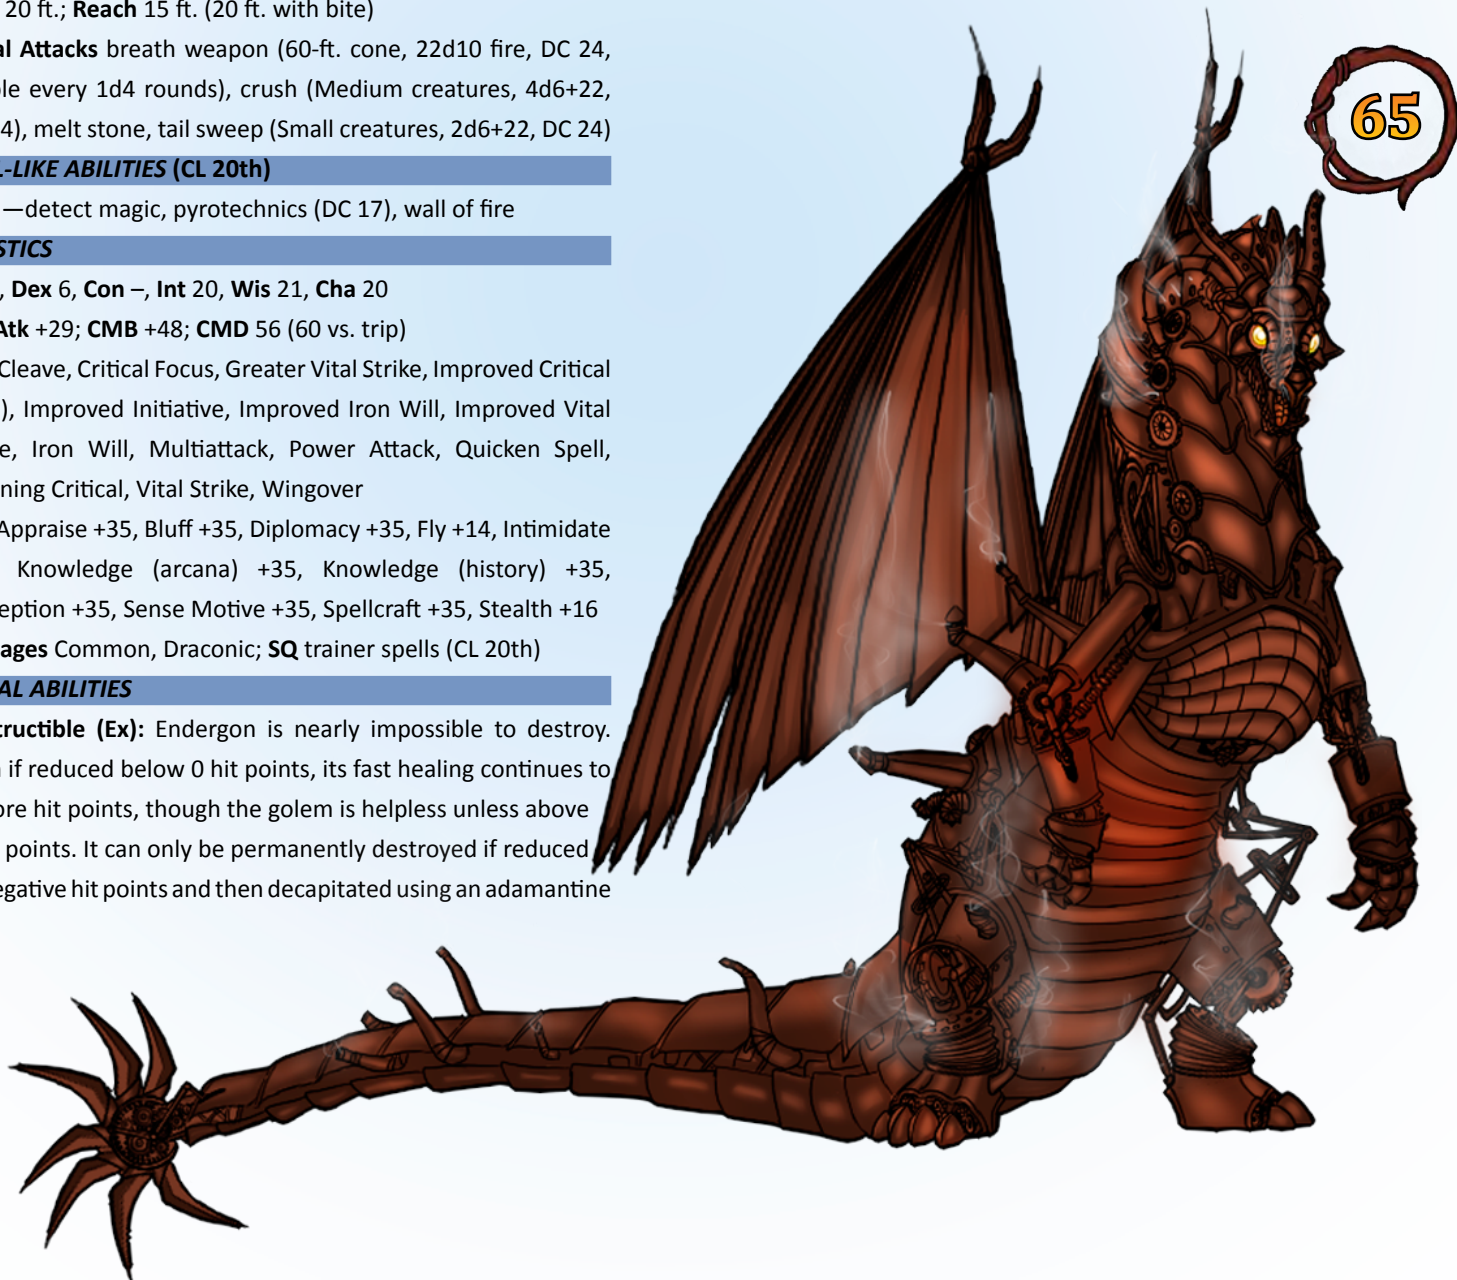 20 ft.; Reach 15 ft. (20 ft. with bite)
al Attacks breath weapon (60-ft. cone, 22d10 fire, DC 24,
le every 1d4 rounds), crush (Medium creatures, 4d6+22,
4), melt stone, tail sweep (Small creatures, 2d6+22, DC 24)
L-LIKE ABILITIES (CL 20th)
—detect magic, pyrotechnics (DC 17), wall of fire
STICS
, Dex 6, Con –, Int 20, Wis 21, Cha 20
Atk +29; CMB +48; CMD 56 (60 vs. trip)
Cleave, Critical Focus, Greater Vital Strike, Improved Critical
), Improved Initiative, Improved Iron Will, Improved Vital
e, Iron Will, Multiattack, Power Attack, Quicken Spell,
ning Critical, Vital Strike, Wingover
Appraise +35, Bluff +35, Diplomacy +35, Fly +14, Intimidate
Knowledge (arcana) +35, Knowledge (history) +35,
eption +35, Sense Motive +35, Spellcraft +35, Stealth +16
ages Common, Draconic; SQ trainer spells (CL 20th)
AL ABILITIES
tructible (Ex): Endergon is nearly impossible to destroy.
if reduced below 0 hit points, its fast healing continues to
ore hit points, though the golem is helpless unless above
points. It can only be permanently destroyed if reduced
egative hit points and then decapitated using an adamantine
65